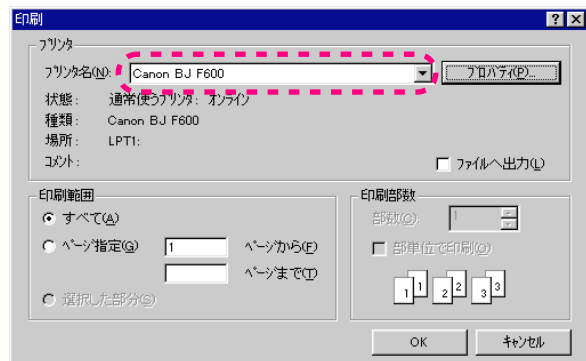 印刷
プリンタ
プリンタ名(N): Canon BJ F600 プロパティ(P)...
状態: 通常使うプリンタ: オンライン
種類: Canon BJ F600
場所: LPT1:
コメント: ファイルへ出力(L)
印刷範囲
すべて(A)
ページ指定(G) 1 ページから(F)
ページまで(T)
選択した部分(S)
印刷部数
部数(C): 1
部単位で印刷(O)
1 1 2 2 3 3
OK キャンセル